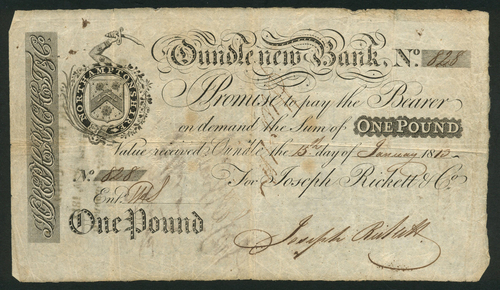 Oundle new Bank, No. 828
NORTHAMPTONSHIRE
I Promise to pay the Bearer
on demand the Sum of ONE POUND
Value received Oundle the 15th day of January 1813
No. 828 For Joseph Rickett & Co.
Entd.
One Pound Joseph Rickett